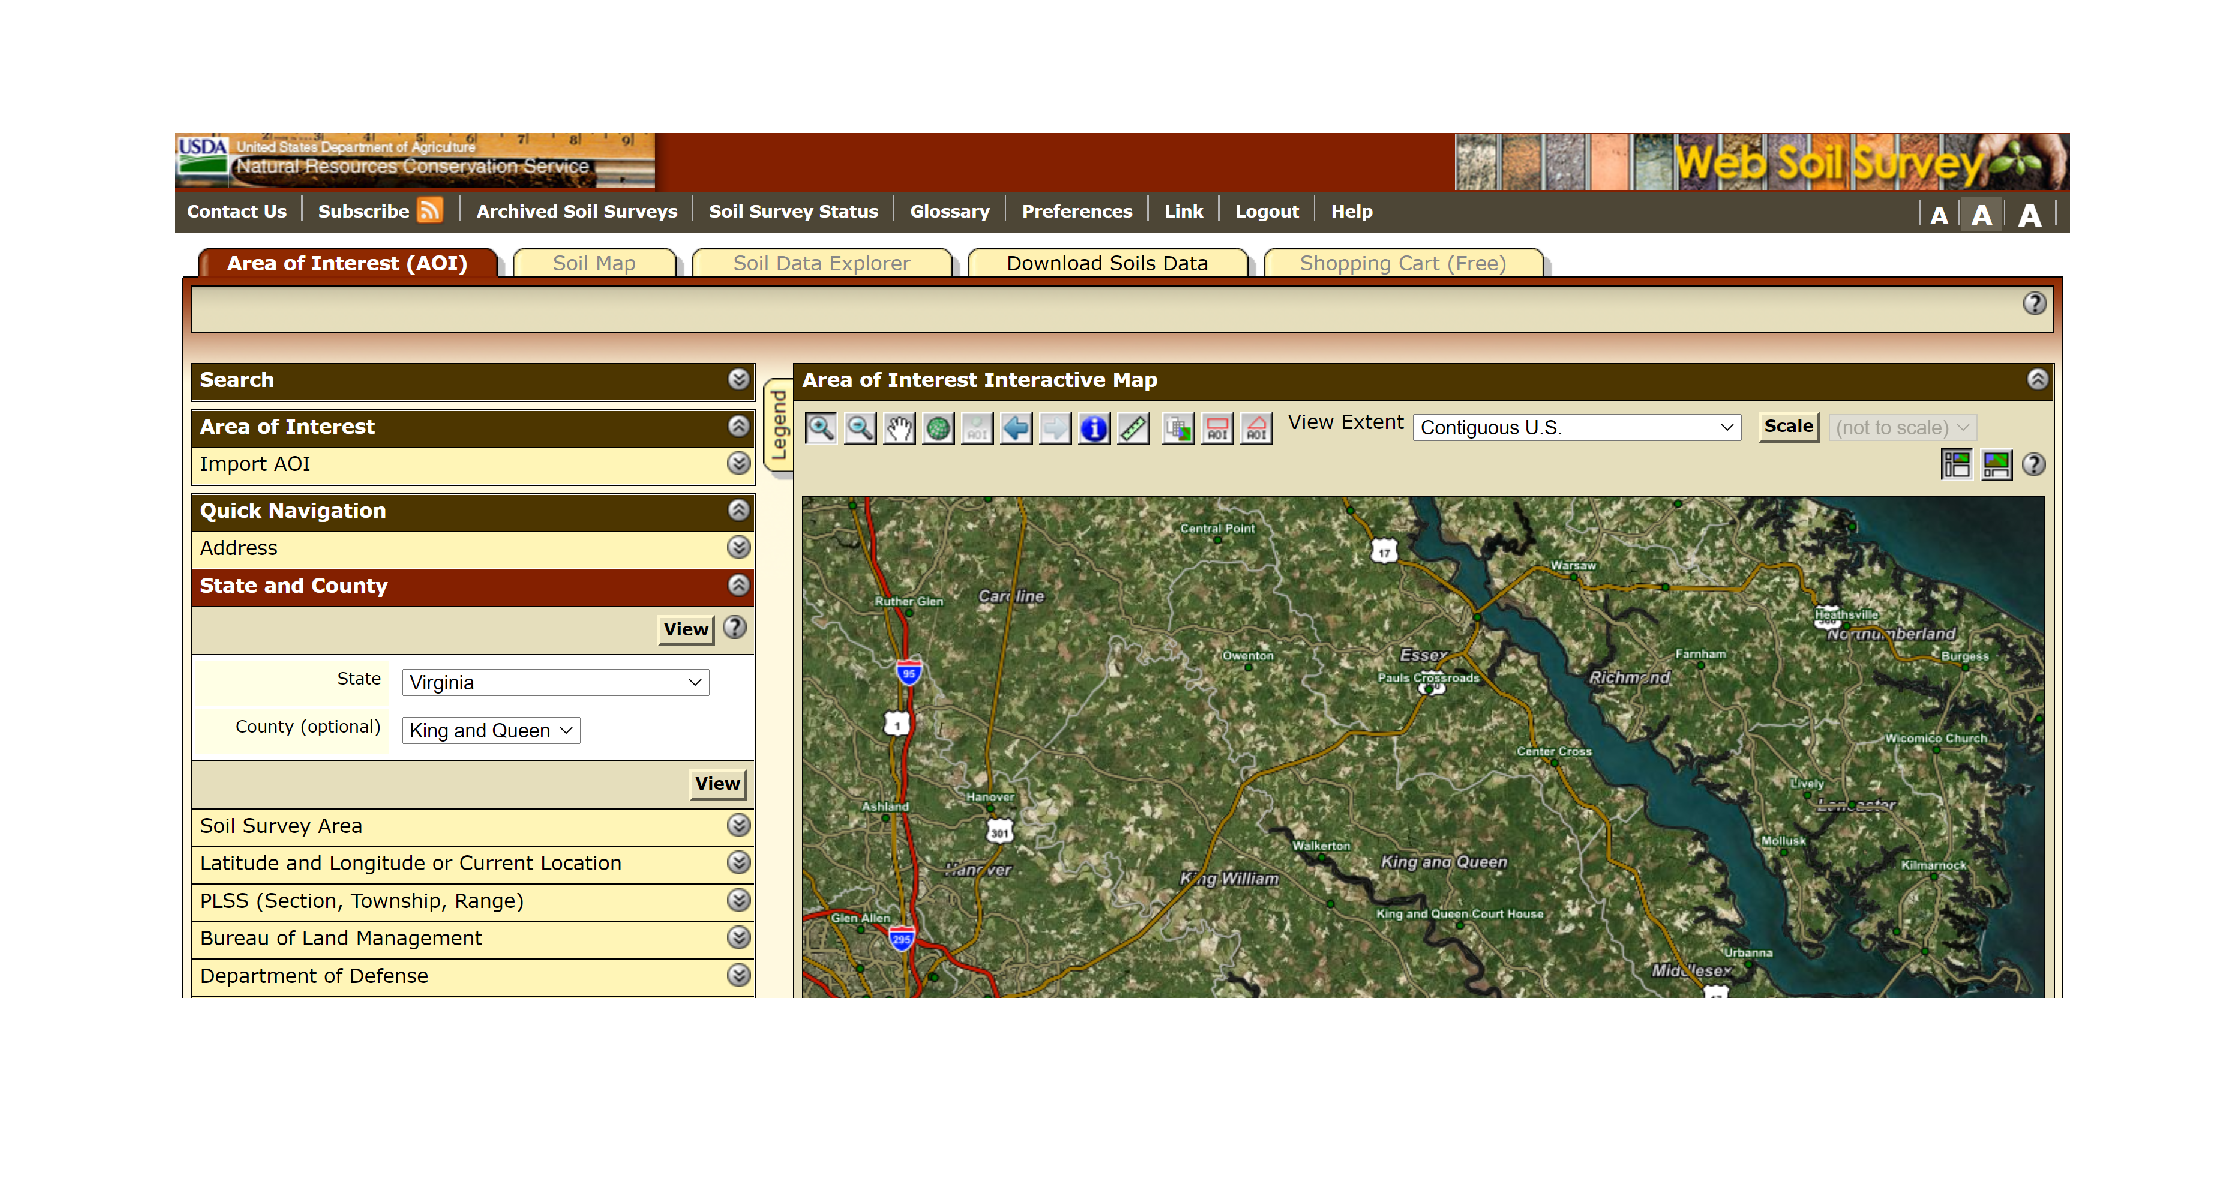 USDA United States Department of Agriculture
Natural Resources Conservation Service
Web Soil Survey
Contact Us | Subscribe | Archived Soil Surveys | Soil Survey Status | Glossary | Preferences | Link | Logout | Help | A | A | A |
Area of Interest (AOI) Soil Map Soil Data Explorer Download Soils Data Shopping Cart (Free)
Search
Area of Interest
Import AOI
Quick Navigation
Address
State and County
View
State Virginia
County (optional) King and Queen
View
Soil Survey Area
Latitude and Longitude or Current Location
PLSS (Section, Township, Range)
Bureau of Land Management
Department of Defense
Legend
Area of Interest Interactive Map
AOI AOI AOI View Extent Contiguous U.S. Scale (not to scale)
Central Point
17
Warsaw
Ruther Glen
Caroline
Heathsville
Northumberland
Owenton
Essex
Farnham
Burgess
95
Pauls Crossroads
Richmond
1
Wicomico Church
Center Cross
Lively
Hanover
Ashland
Lancaster
301
Walkerton
Mollusk
King and Queen
Kilmarnock
Hanover
King William
Glen Allen
King and Queen Court House
295
Urbanna
Middlesex